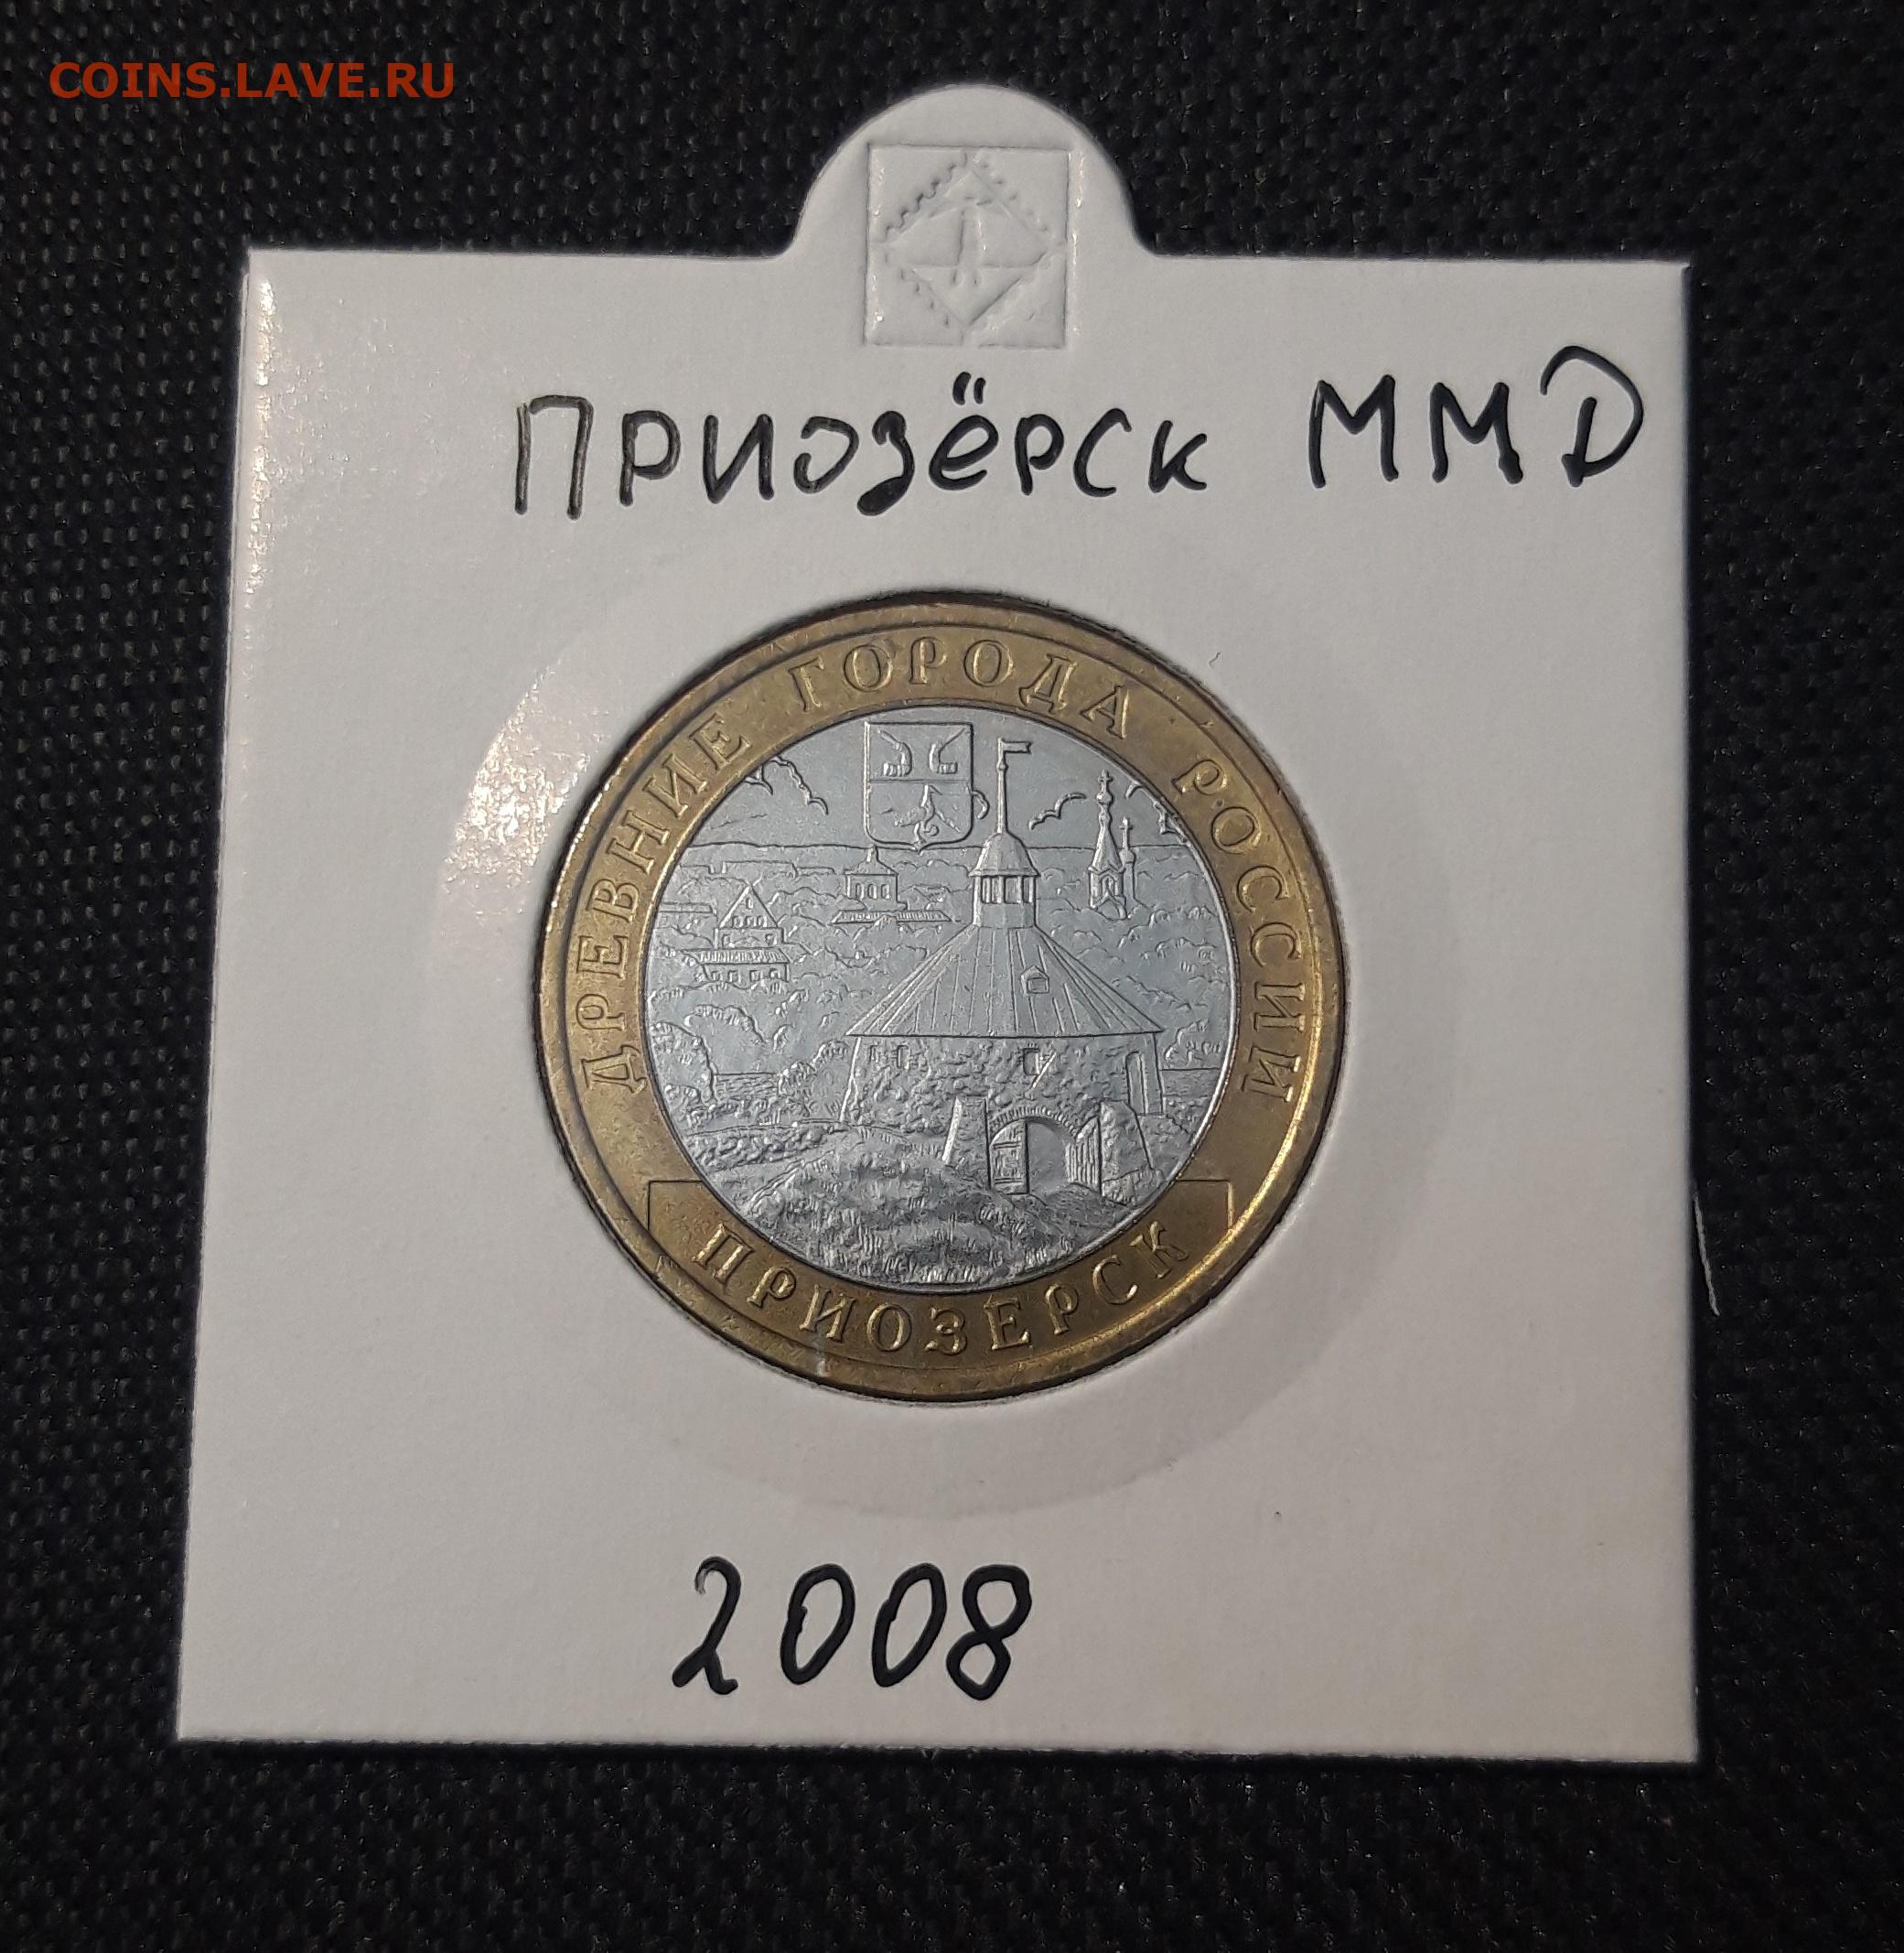 COINS.LAVE.RU
ПРИОЗЁРСК ММД
ДРЕВНИЕ ГОРОДА РОССИИ
ПРИОЗЕРСК
2008